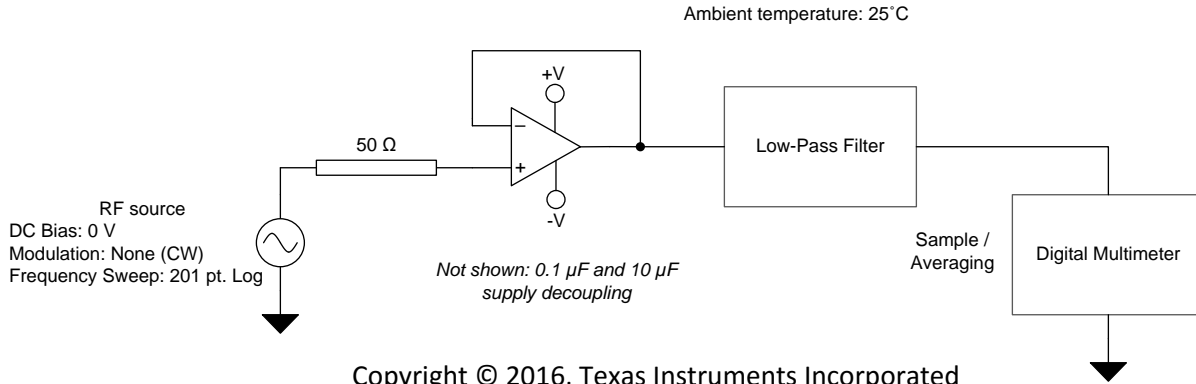 Ambient temperature: 25˚C
+V
50 Ω
−
+
-V
Low-Pass Filter
RF source
DC Bias: 0 V
Modulation: None (CW)
Frequency Sweep: 201 pt. Log
Not shown: 0.1 µF and 10 µF
supply decoupling
Sample /
Averaging
Digital Multimeter
Copyright © 2016, Texas Instruments Incorporated